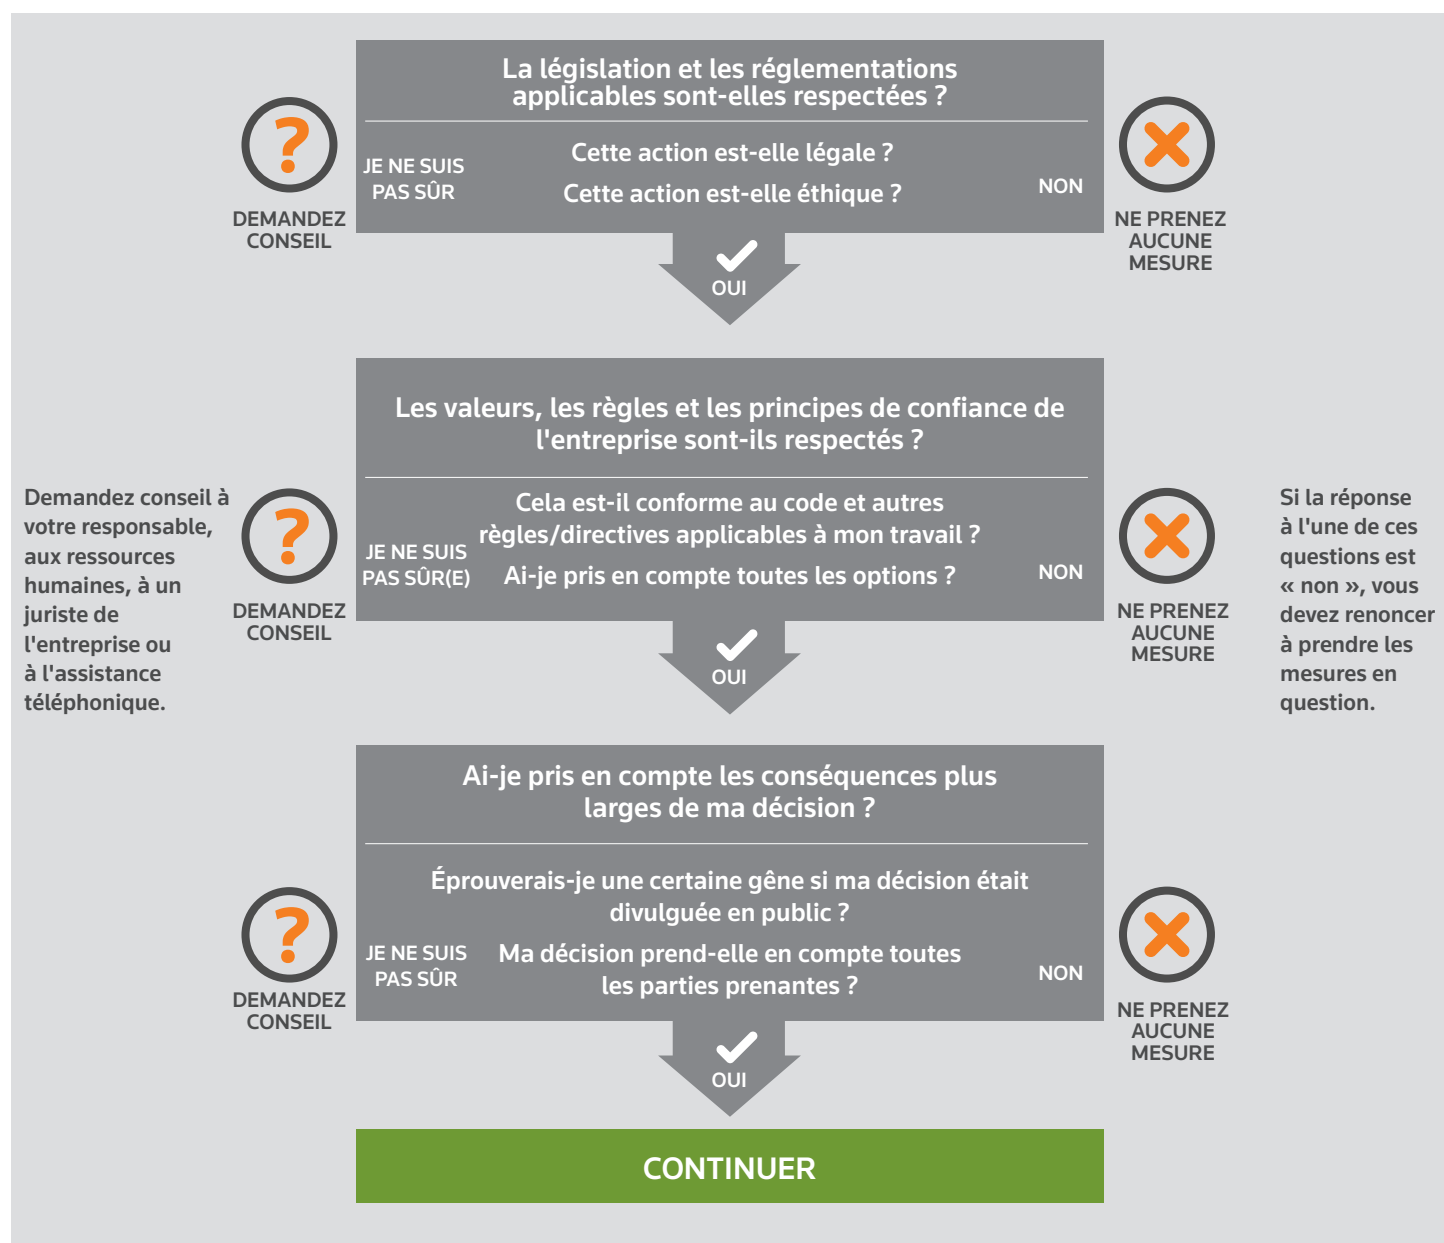 La législation et les réglementations
applicables sont-elles respectées ?
?
DEMANDEZ
CONSEIL
JE NE SUIS
PAS SÛR
Cette action est-elle légale ?
Cette action est-elle éthique ?
NON
NE PRENEZ
AUCUNE
MESURE
OUI
Les valeurs, les règles et les principes de confiance de
l'entreprise sont-ils respectés ?
Demandez conseil à
votre responsable,
aux ressources
humaines, à un
juriste de
l'entreprise ou
à l'assistance
téléphonique.
?
DEMANDEZ
CONSEIL
JE NE SUIS
PAS SÛR(E)
Cela est-il conforme au code et autres
règles/directives applicables à mon travail ?
Ai-je pris en compte toutes les options ?
NON
NE PRENEZ
AUCUNE
MESURE
Si la réponse
à l'une de ces
questions est
« non », vous
devez renoncer
à prendre les
mesures en
question.
OUI
Ai-je pris en compte les conséquences plus
larges de ma décision ?
?
DEMANDEZ
CONSEIL
JE NE SUIS
PAS SÛR
Éprouverais-je une certaine gêne si ma décision était
divulguée en public ?
Ma décision prend-elle en compte toutes
les parties prenantes ?
NON
NE PRENEZ
AUCUNE
MESURE
OUI
CONTINUER